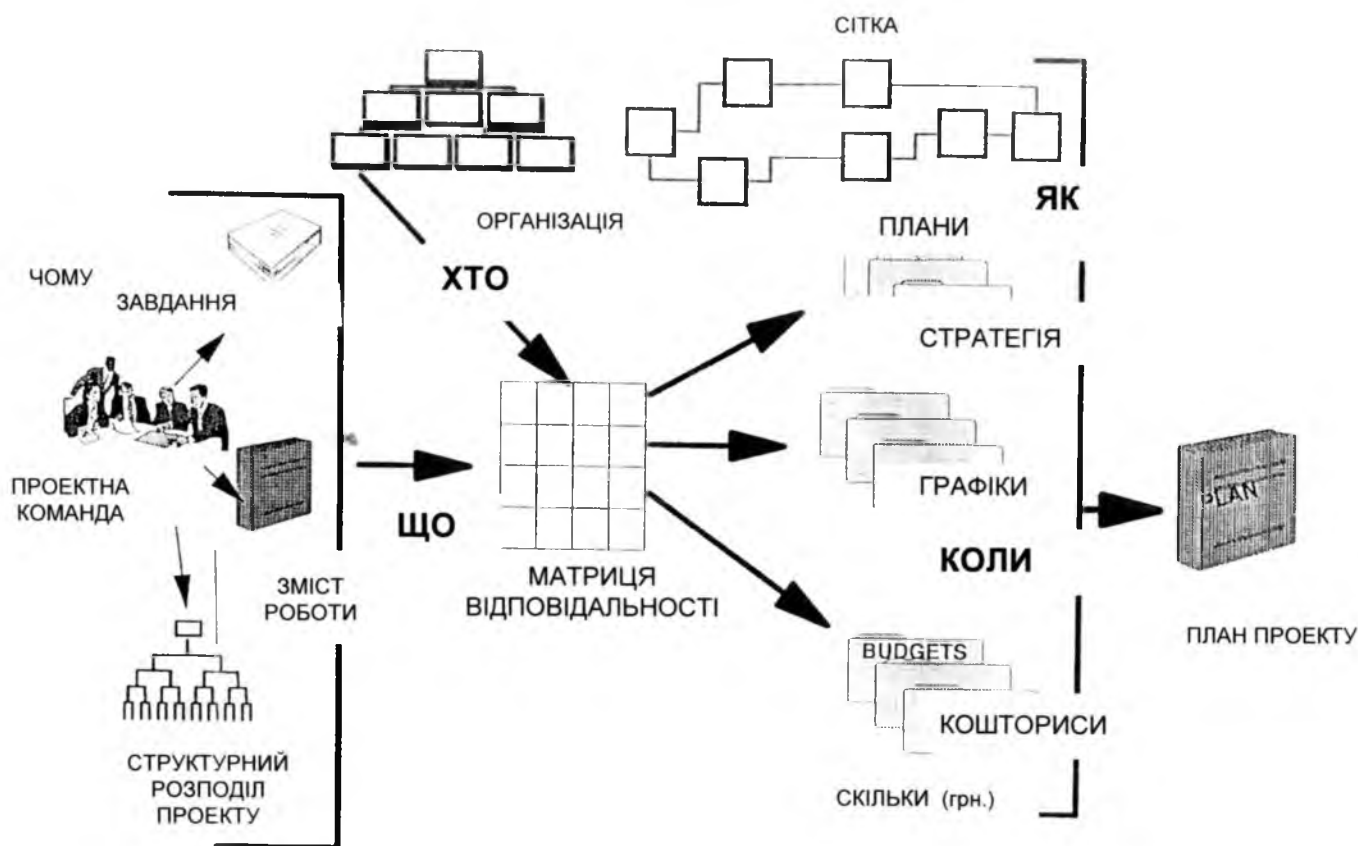 СІТКА
ОРГАНІЗАЦІЯ
ЯК
ПЛАНИ
ХТО
ЧОМУ
ЗАВДАННЯ
СТРАТЕГІЯ
ПРОЕКТНА
КОМАНДА
ЩО
ГРАФІКИ
PLAN
КОЛИ
ЗМІСТ
РОБОТИ
МАТРИЦЯ
ВІДПОВІДАЛЬНОСТІ
ПЛАН ПРОЕКТУ
BUDGETS
КОШТОРИСИ
СТРУКТУРНИЙ
РОЗПОДІЛ
ПРОЕКТУ
СКІЛЬКИ (грн.)